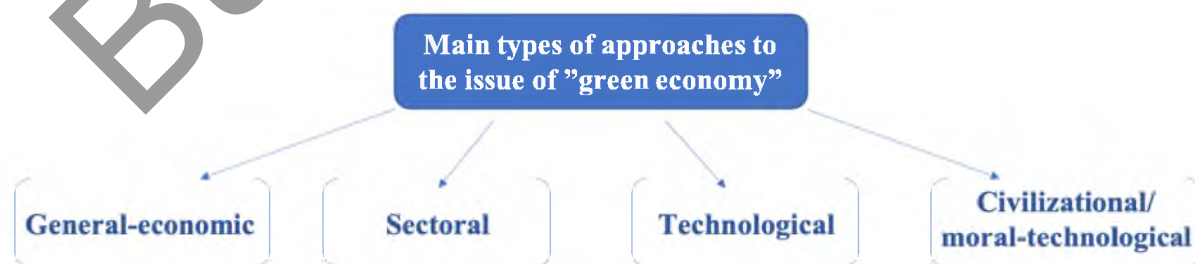 Main types of approaches to
the issue of ”green economy”
General-economic
Sectoral
Technological
Civilizational/
moral-technological